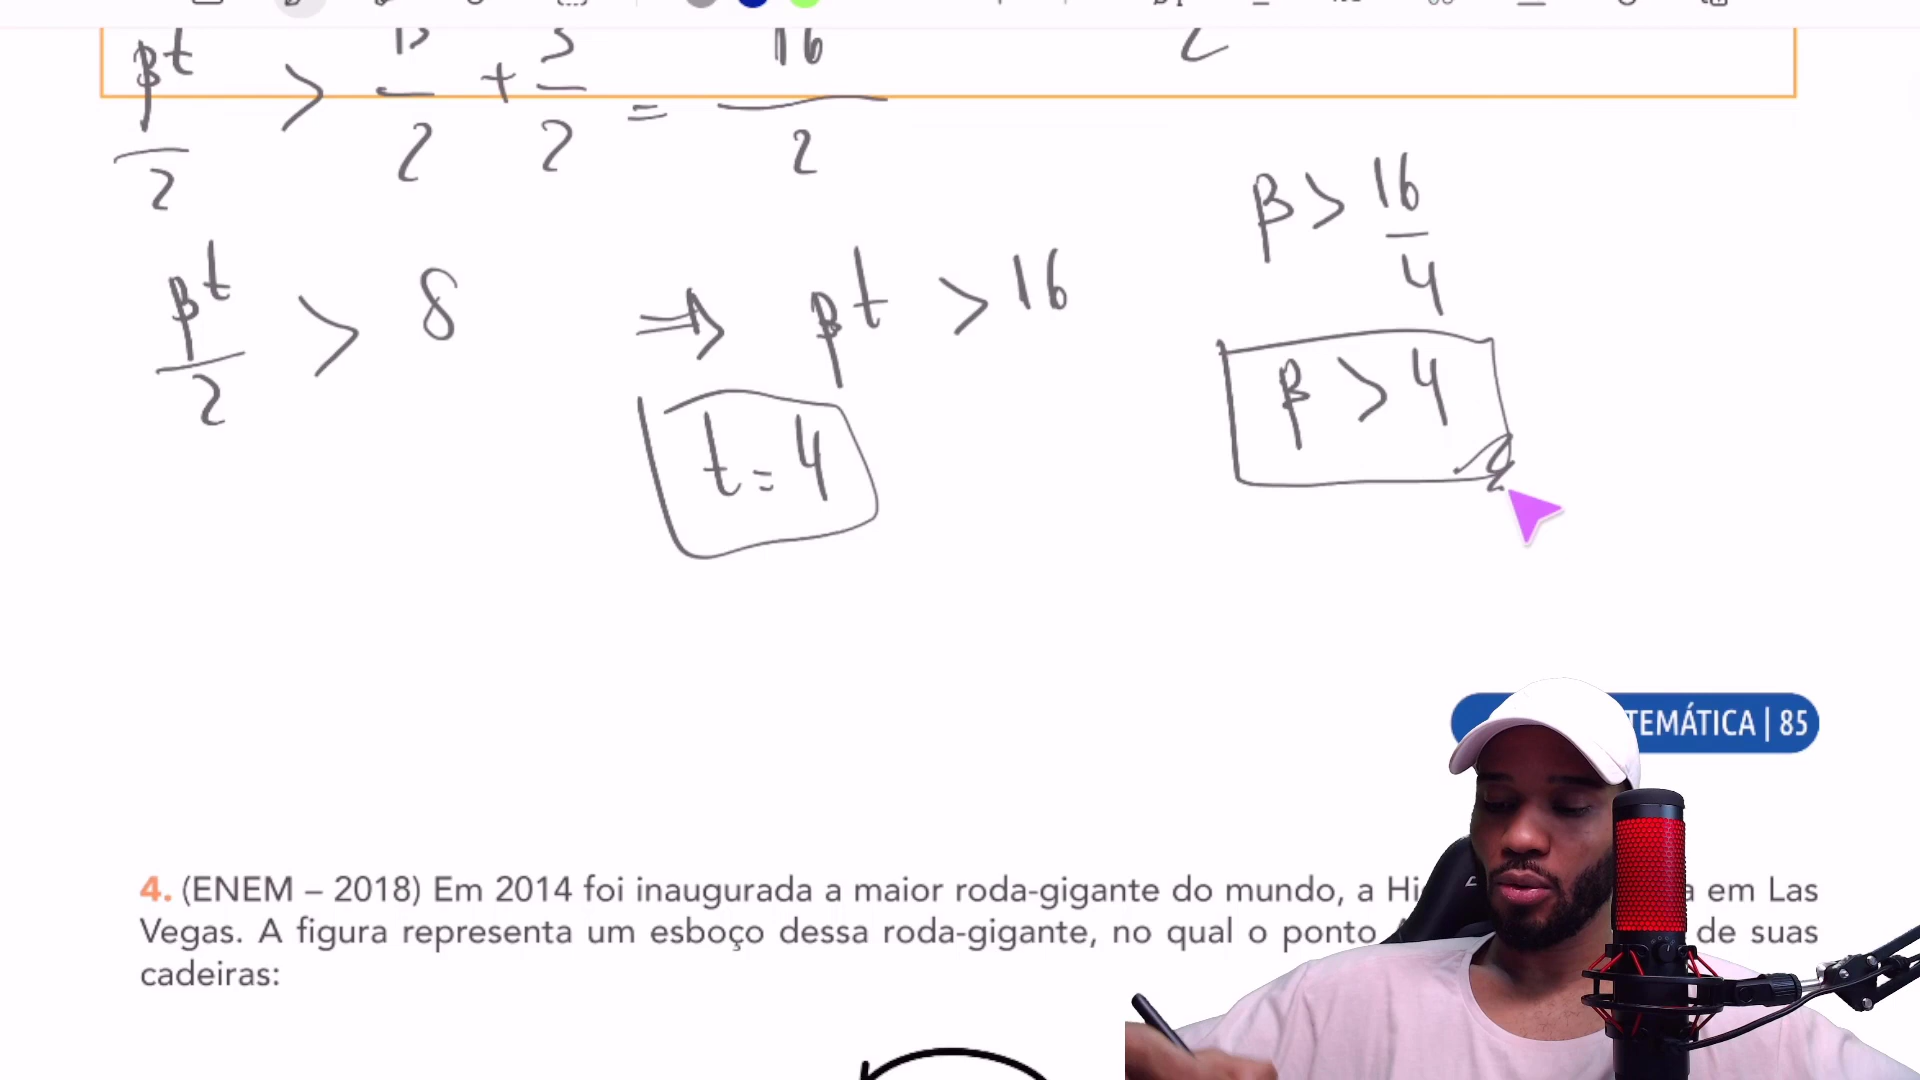 βt/2 > 13/2 + 3/2 = 16/2
βt/2 > 8 ⇒ βt > 16
t = 4
β > 16/4
β > 4
TEMÁTICA | 85
4. (ENEM – 2018) Em 2014 foi inaugurada a maior roda-gigante do mundo, a Hi em Las
Vegas. A figura representa um esboço dessa roda-gigante, no qual o ponto de suas
cadeiras: